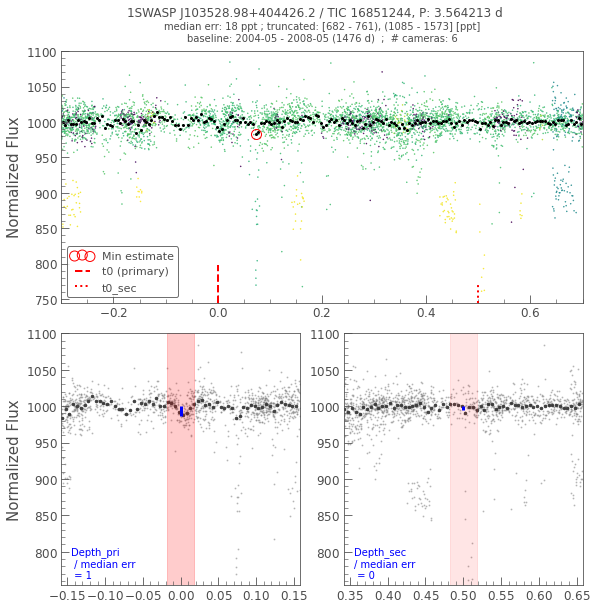 1SWASP J103528.98+404426.2 / TIC 16851244, P: 3.564213 d
median err: 18 ppt ; truncated: [682 - 761), (1085 - 1573] [ppt]
baseline: 2004-05 - 2008-05 (1476 d)  ;  # cameras: 6
Normalized Flux
1100
1050
1000
950
900
850
800
750
Min estimate
t0 (primary)
t0_sec
−0.2 0.0 0.2 0.4 0.6
Normalized Flux
1100
1050
1000
950
900
850
800
Depth_pri
/ median err
= 1
−0.15 −0.10 −0.05 0.00 0.05 0.10 0.15
1100
1050
1000
950
900
850
800
Depth_sec
/ median err
= 0
0.35 0.40 0.45 0.50 0.55 0.60 0.65